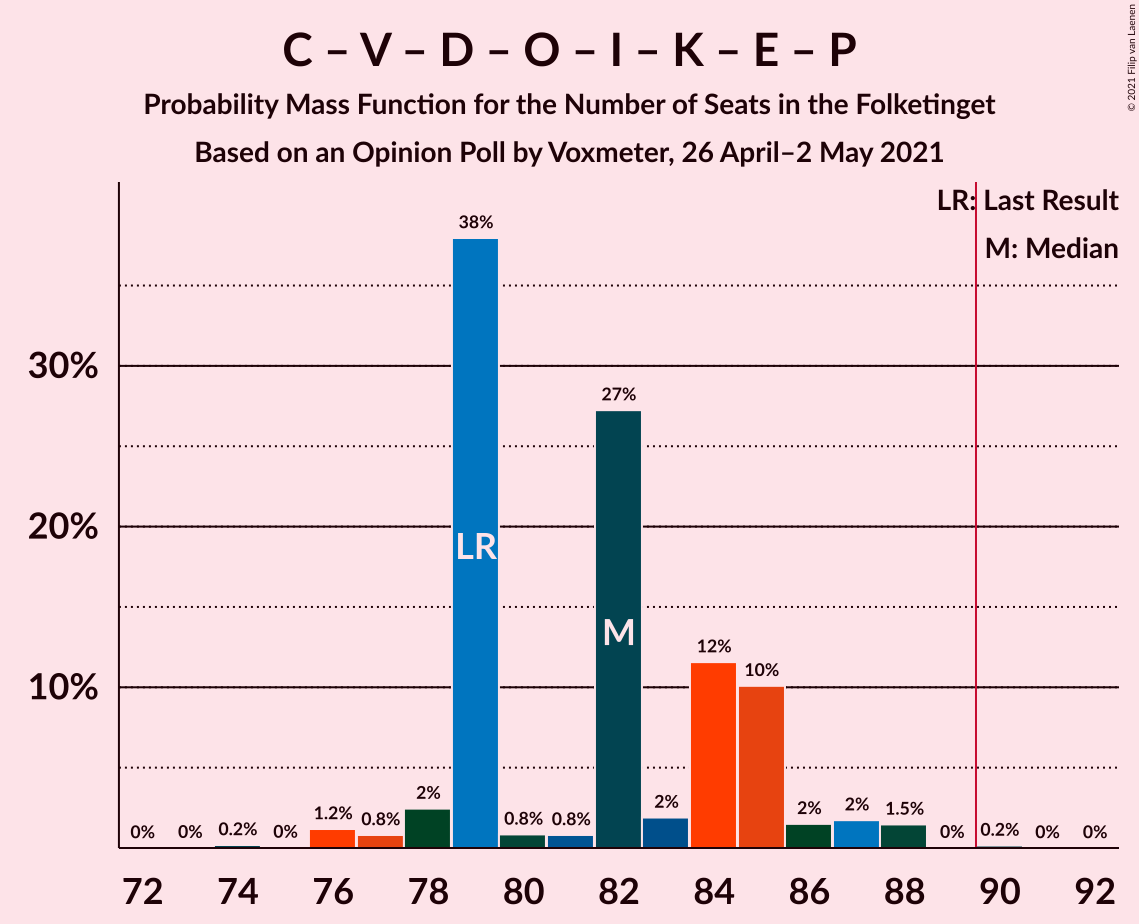 C – V – D – O – I – K – E – P
Probability Mass Function for the Number of Seats in the Folketinget
Based on an Opinion Poll by Voxmeter, 26 April–2 May 2021
© 2021 Filip van Laenen
LR: Last Result
M: Median
30%
20%
10%
0% 0% 0.2% 0% 1.2% 0.8% 2% 38% 0.8% 0.8% 27% 2% 12% 10% 2% 2% 1.5% 0% 0.2% 0% 0%
LR
M
72 74 76 78 80 82 84 86 88 90 92